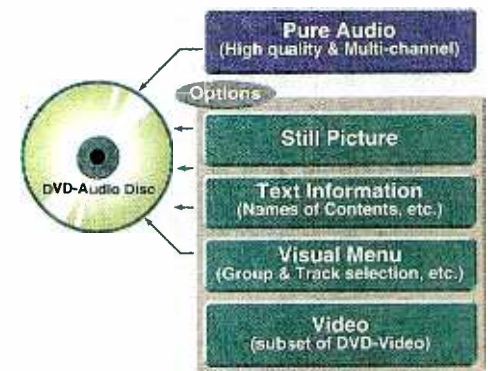 Pure Audio
(High quality & Multi-channel)
Options
Still Picture
DVD-Audio Disc
Text Information
(Names of Contents, etc.)
Visual Menu
(Group & Track selection, etc.)
Video
(subset of DVD-Video)